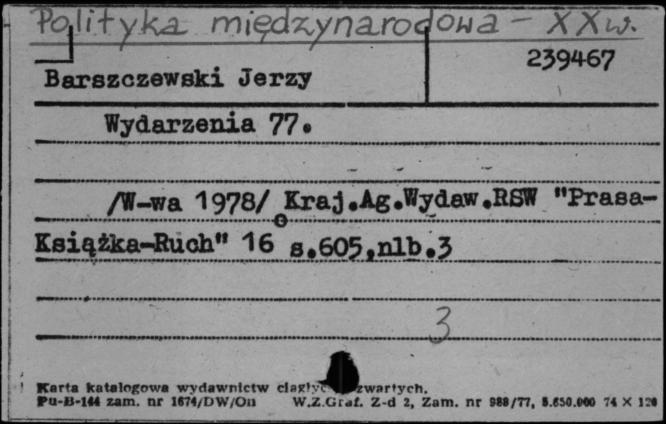 Polityka międzynarodowa - XXw.
239467
Barszczewski Jerzy
Wydarzenia 77.
/W-wa 1978/ Kraj.Ag.Wydaw.RSW "Prasa-
Książka-Ruch" 16° s.605,nlb.3
3
Karta katalogowa wydawnictw zwartych.
Pu-B-144 zam. nr 1674/DW/On W.Z.Graf. Z-d 2, Zam. nr 988/77, 8.650.000 74 X 120